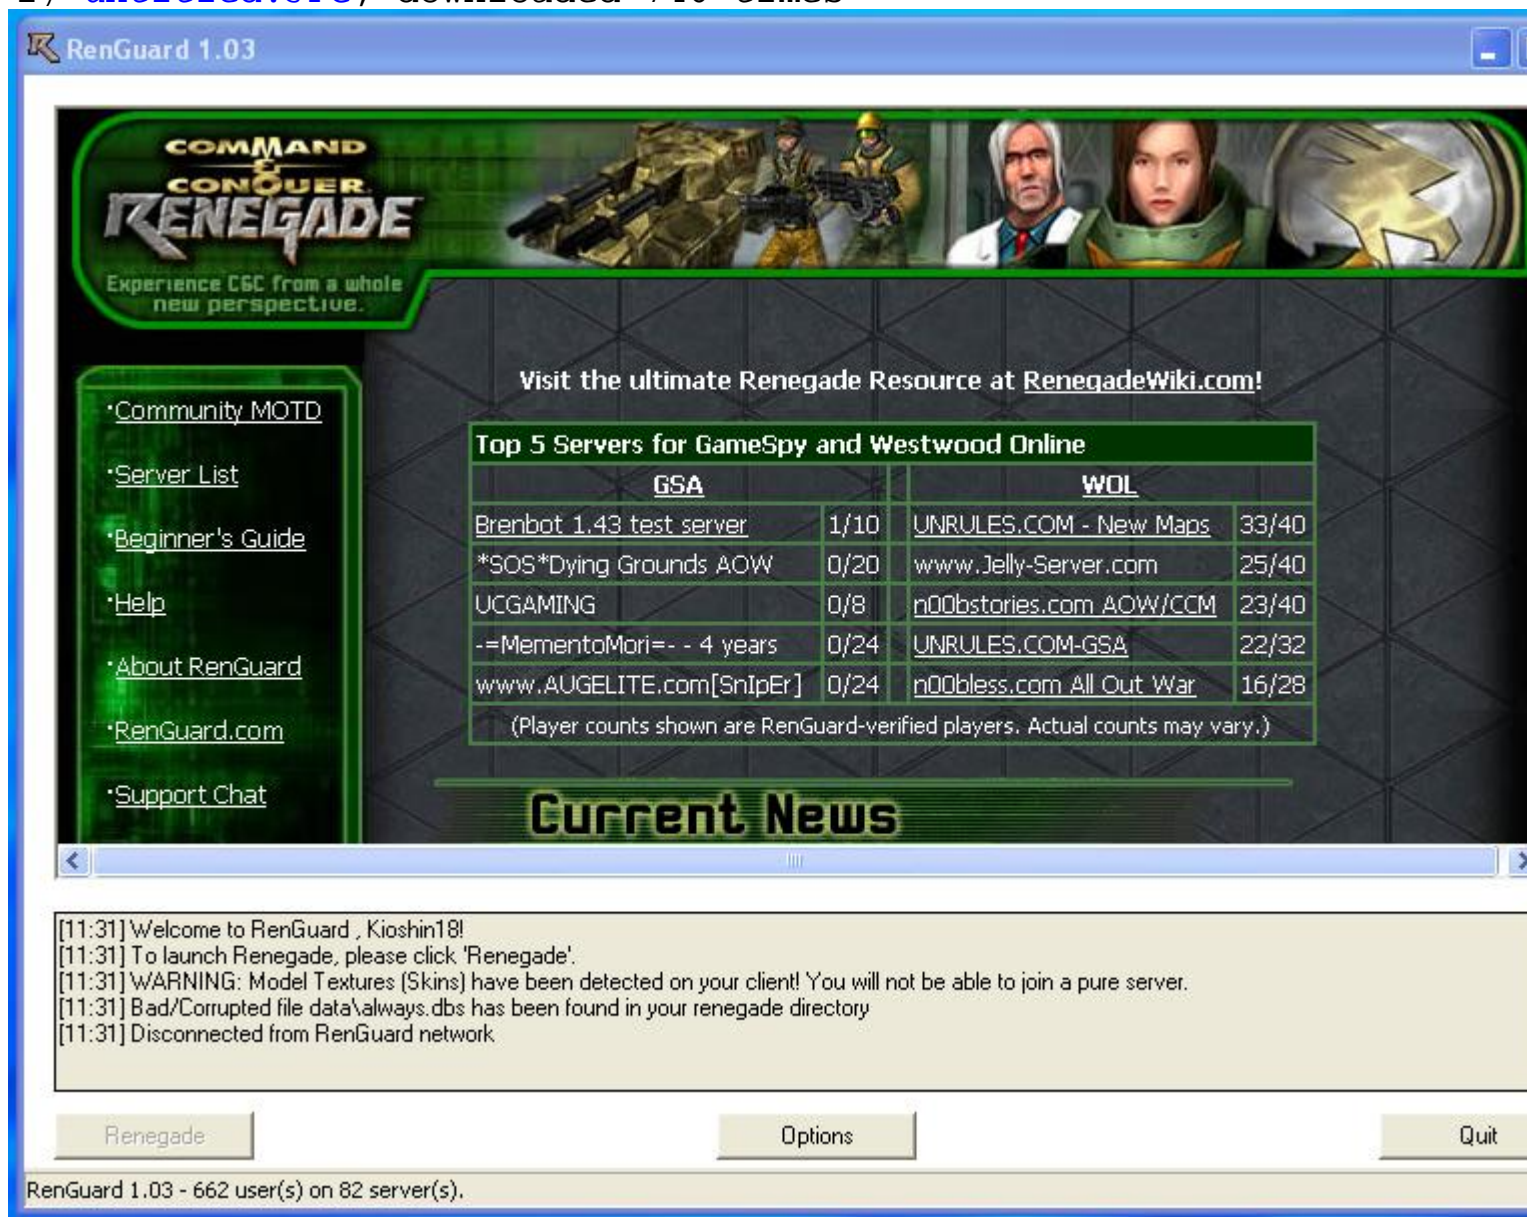 RenGuard 1.03
COMMAND
&
CONQUER
RENEGADE
Experience C&C from a whole
new perspective.
·Community MOTD
·Server List
·Beginner's Guide
·Help
·About RenGuard
·RenGuard.com
·Support Chat
Visit the ultimate Renegade Resource at RenegadeWiki.com!
Top 5 Servers for GameSpy and Westwood Online
GSA WOL
Brenbot 1.43 test server 1/10 UNRULES.COM - New Maps 33/40
*SOS*Dying Grounds AOW 0/20 www.Jelly-Server.com 25/40
UCGAMING 0/8 n00bstories.com AOW/CCM 23/40
-=MementoMori=- - 4 years 0/24 UNRULES.COM-GSA 22/32
www.AUGELITE.com[SnIpEr] 0/24 n00bless.com All Out War 16/28
(Player counts shown are RenGuard-verified players. Actual counts may vary.)
Current News
[11:31] Welcome to RenGuard , Kioshin18!
[11:31] To launch Renegade, please click 'Renegade'.
[11:31] WARNING: Model Textures (Skins) have been detected on your client! You will not be able to join a pure server.
[11:31] Bad/Corrupted file data\always.dbs has been found in your renegade directory
[11:31] Disconnected from RenGuard network
Renegade Options Quit
RenGuard 1.03 - 662 user(s) on 82 server(s).